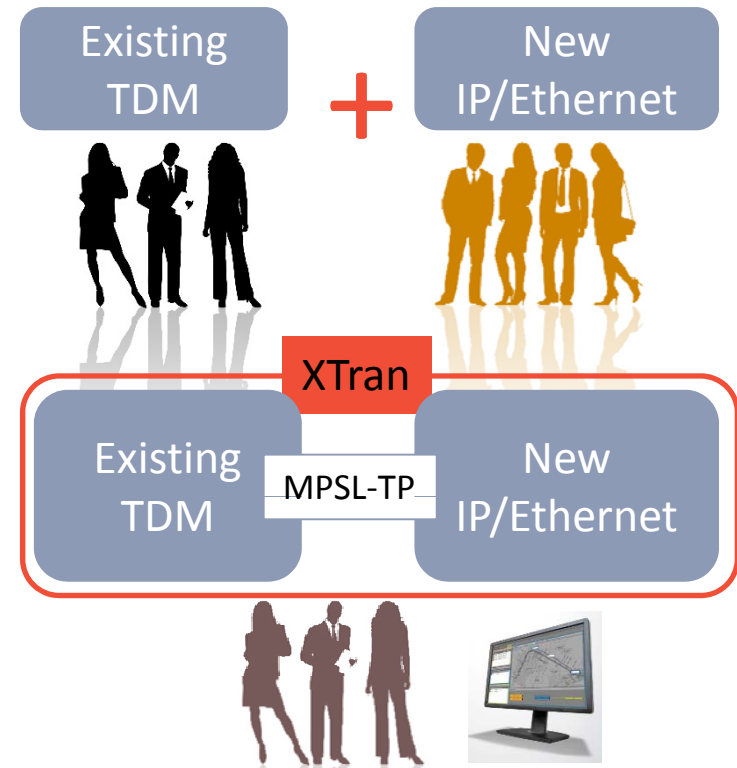 Existing
TDM
+
New
IP/Ethernet
XTran
Existing
TDM
MPSL-TP
New
IP/Ethernet